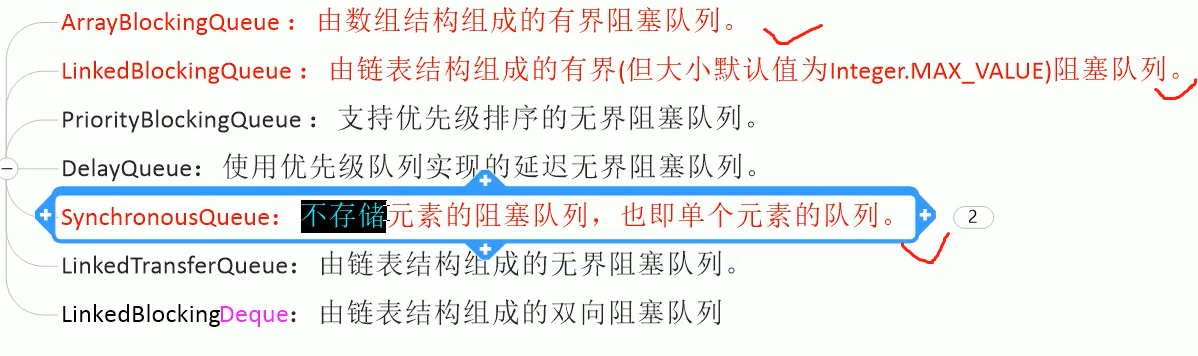 ArrayBlockingQueue：由数组结构组成的有界阻塞队列。
LinkedBlockingQueue：由链表结构组成的有界(但大小默认值为Integer.MAX_VALUE)阻塞队列。
PriorityBlockingQueue：支持优先级排序的无界阻塞队列。
DelayQueue：使用优先级队列实现的延迟无界阻塞队列。
SynchronousQueue：不存储元素的阻塞队列，也即单个元素的队列。 2
LinkedTransferQueue：由链表结构组成的无界阻塞队列。
LinkedBlockingDeque：由链表结构组成的双向阻塞队列